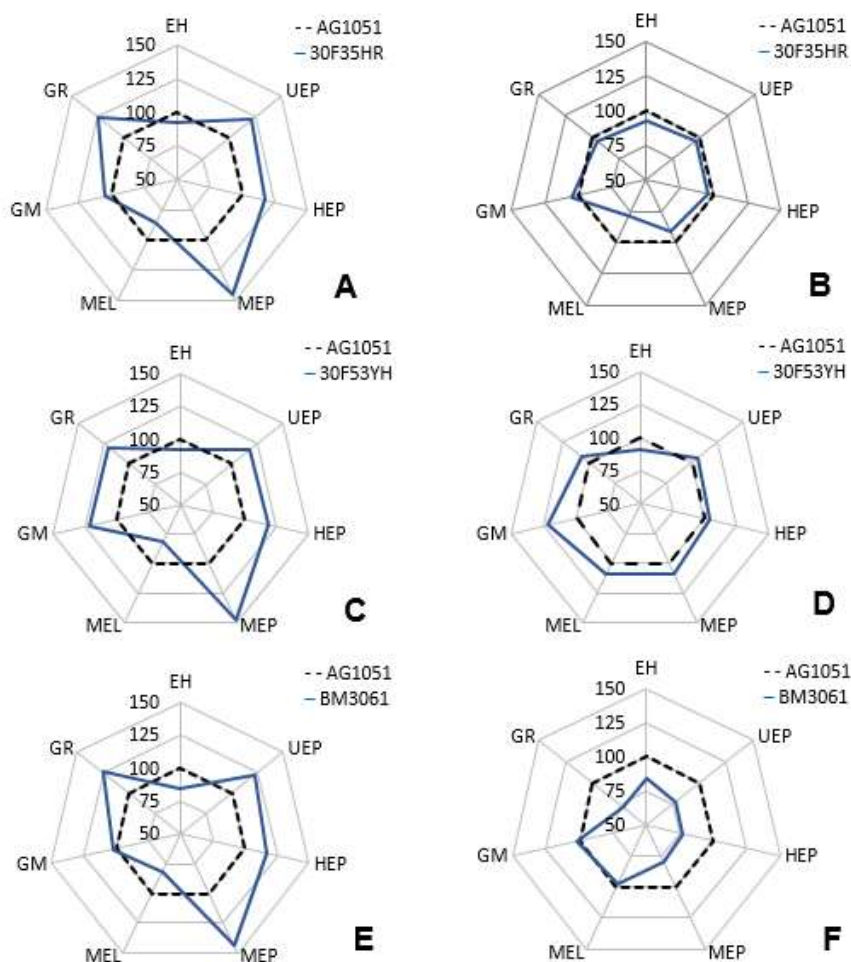 EH
-- AG1051
– 30F35HR
150
125
100
75
50
GR
UEP
GM
HEP
MEL
MEP
A
EH
-- AG1051
– 30F35HR
150
125
100
75
50
GR
UEP
GM
HEP
MEL
MEP
B
EH
-- AG1051
– 30F53YH
150
125
100
75
50
GR
UEP
GM
HEP
MEL
MEP
C
EH
-- AG1051
– 30F53YH
150
125
100
75
50
GR
UEP
GM
HEP
MEL
MEP
D
EH
-- AG1051
– BM3061
150
125
100
75
50
GR
UEP
GM
HEP
MEL
MEP
E
EH
-- AG1051
– BM3061
150
125
100
75
50
GR
UEP
GM
HEP
MEL
MEP
F